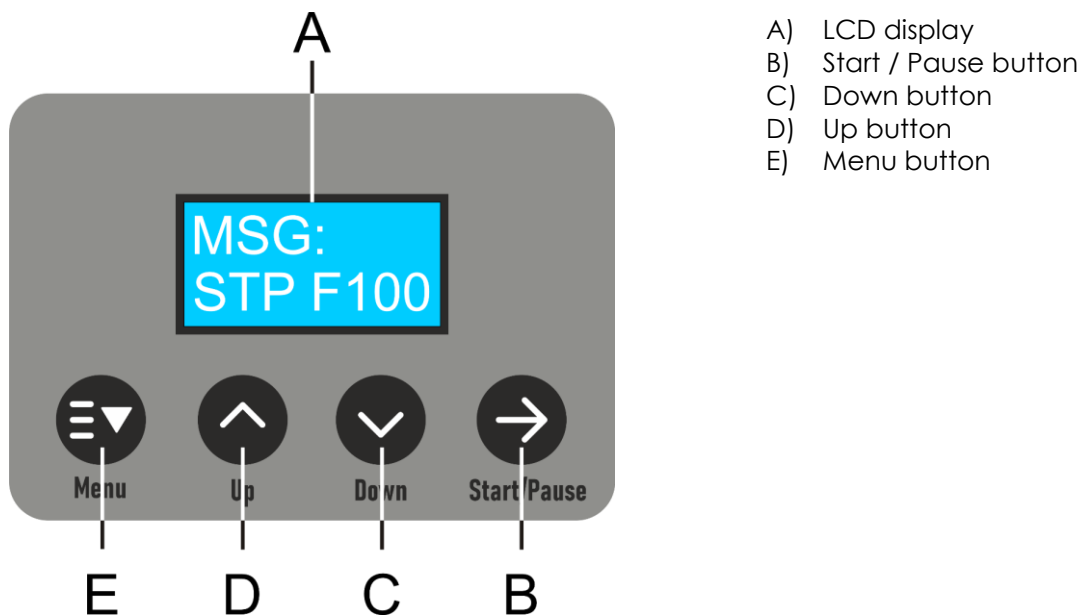 A
MSG:
STP F100
Menu
Up
Down
Start/Pause
E
D
C
B
A) LCD display
B) Start / Pause button
C) Down button
D) Up button
E) Menu button